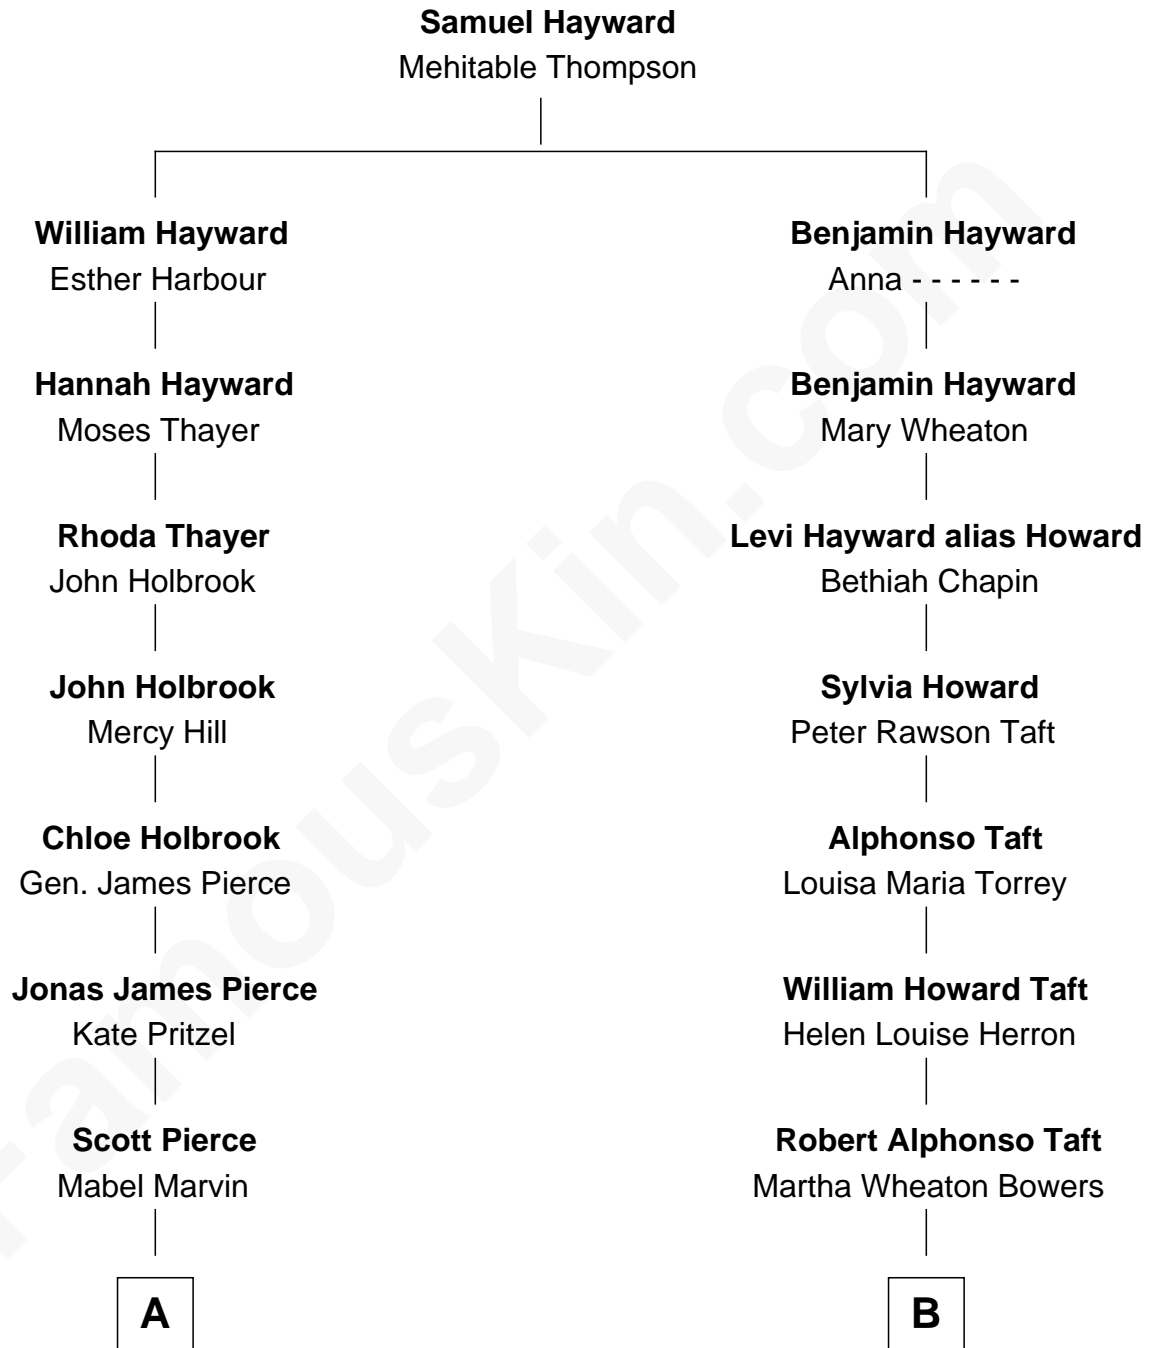 Samuel Hayward
Mehitable Thompson
William Hayward
Esther Harbour
Hannah Hayward
Moses Thayer
Rhoda Thayer
John Holbrook
John Holbrook
Mercy Hill
Chloe Holbrook
Gen. James Pierce
Jonas James Pierce
Kate Pritzel
Scott Pierce
Mabel Marvin
A
Benjamin Hayward
Anna - - - - - -
Benjamin Hayward
Mary Wheaton
Levi Hayward alias Howard
Bethiah Chapin
Sylvia Howard
Peter Rawson Taft
Alphonso Taft
Louisa Maria Torrey
William Howard Taft
Helen Louise Herron
Robert Alphonso Taft
Martha Wheaton Bowers
B
FamousKin.com